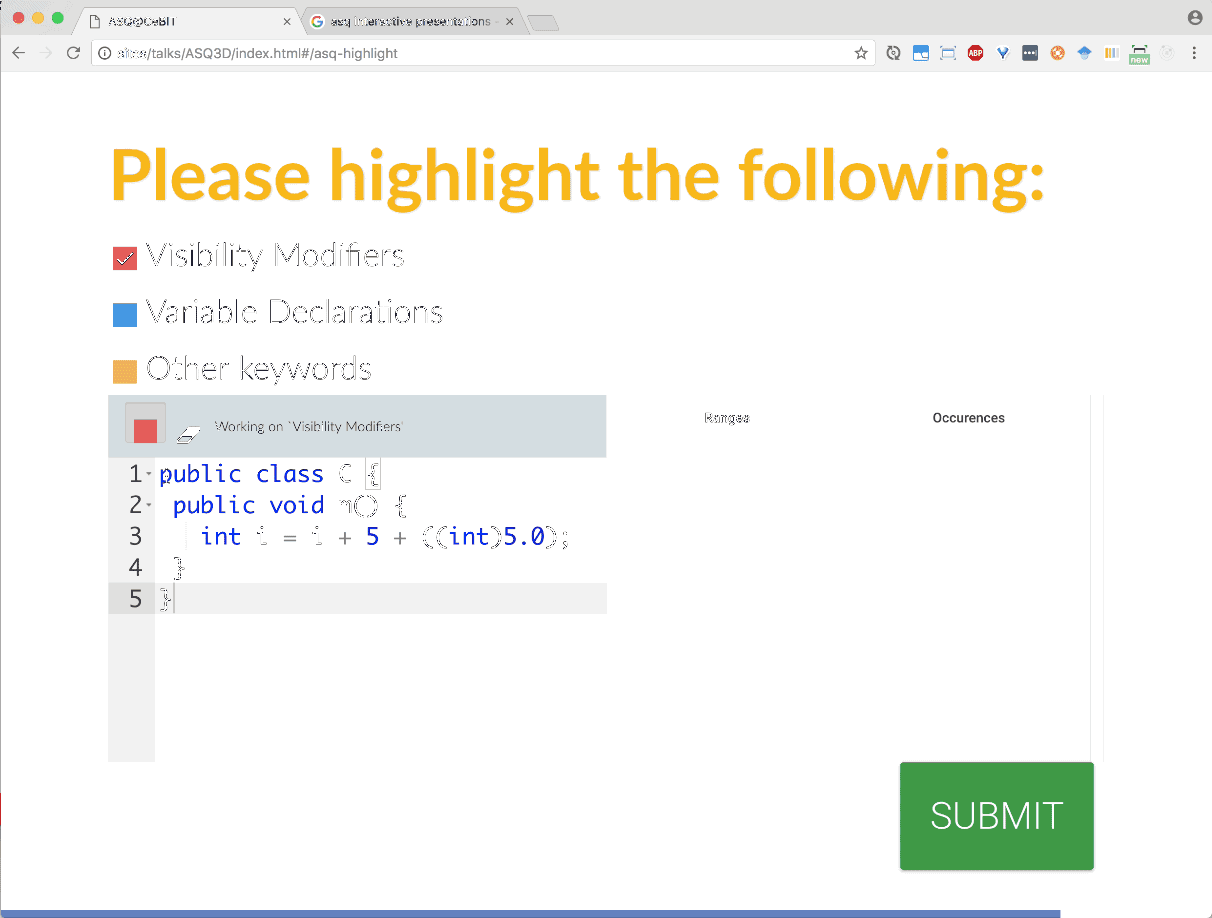 ASQ@CeBIT
asq interactive presentations -
/talks/ASQ3D/index.html#/asq-highlight
ABP
new
Please highlight the following:
Visibility Modifiers
Variable Declarations
Other keywords
Working on `Visibility Modifiers`
Ranges
Occurences
1 public class C {
2 public void m() {
3 int i = i + 5 + ((int)5.0);
4 }
5 }
SUBMIT